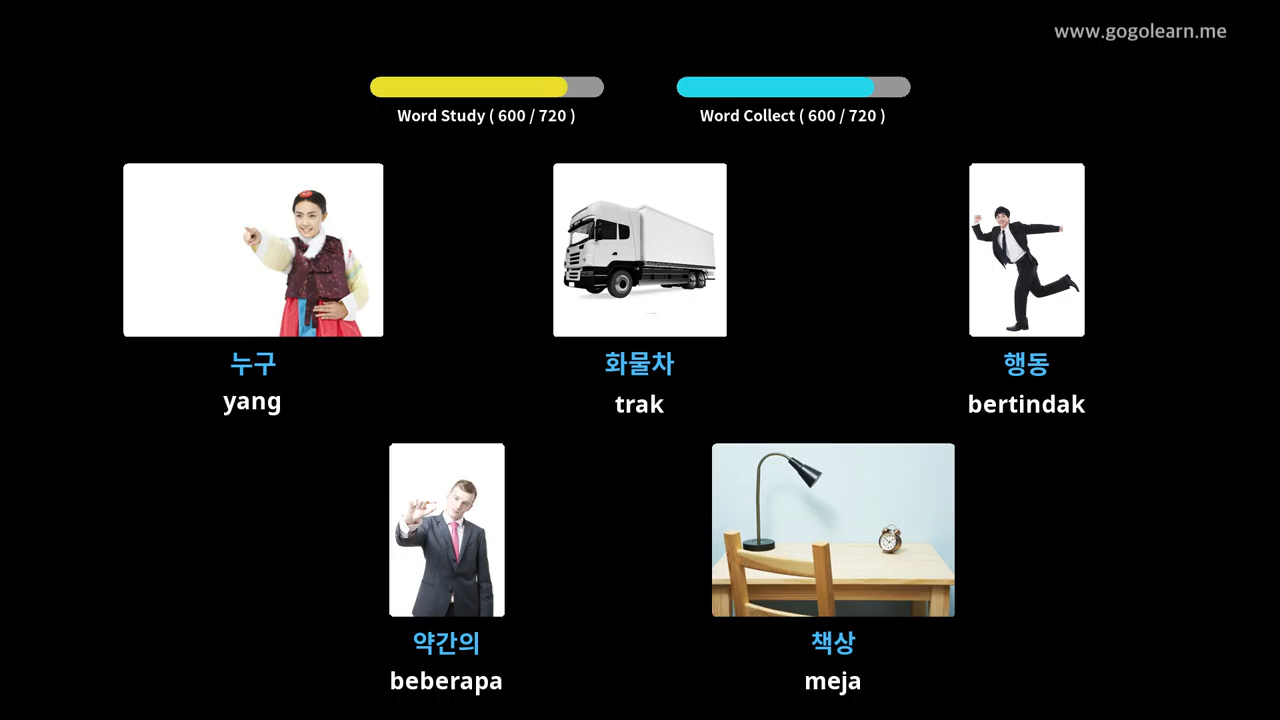 www.gogolearn.me
Word Study ( 600 / 720 )
Word Collect ( 600 / 720 )
누구
yang
화물차
trak
행동
bertindak
약간의
beberapa
책상
meja